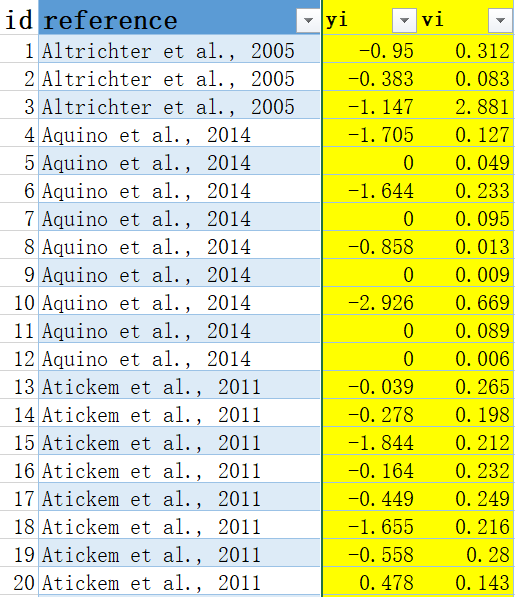 id reference yi vi
1 Altrichter et al., 2005 -0.95 0.312
2 Altrichter et al., 2005 -0.383 0.083
3 Altrichter et al., 2005 -1.147 2.881
4 Aquino et al., 2014 -1.705 0.127
5 Aquino et al., 2014 0 0.049
6 Aquino et al., 2014 -1.644 0.233
7 Aquino et al., 2014 0 0.095
8 Aquino et al., 2014 -0.858 0.013
9 Aquino et al., 2014 0 0.009
10 Aquino et al., 2014 -2.926 0.669
11 Aquino et al., 2014 0 0.089
12 Aquino et al., 2014 0 0.006
13 Atickem et al., 2011 -0.039 0.265
14 Atickem et al., 2011 -0.278 0.198
15 Atickem et al., 2011 -1.844 0.212
16 Atickem et al., 2011 -0.164 0.232
17 Atickem et al., 2011 -0.449 0.249
18 Atickem et al., 2011 -1.655 0.216
19 Atickem et al., 2011 -0.558 0.28
20 Atickem et al., 2011 0.478 0.143